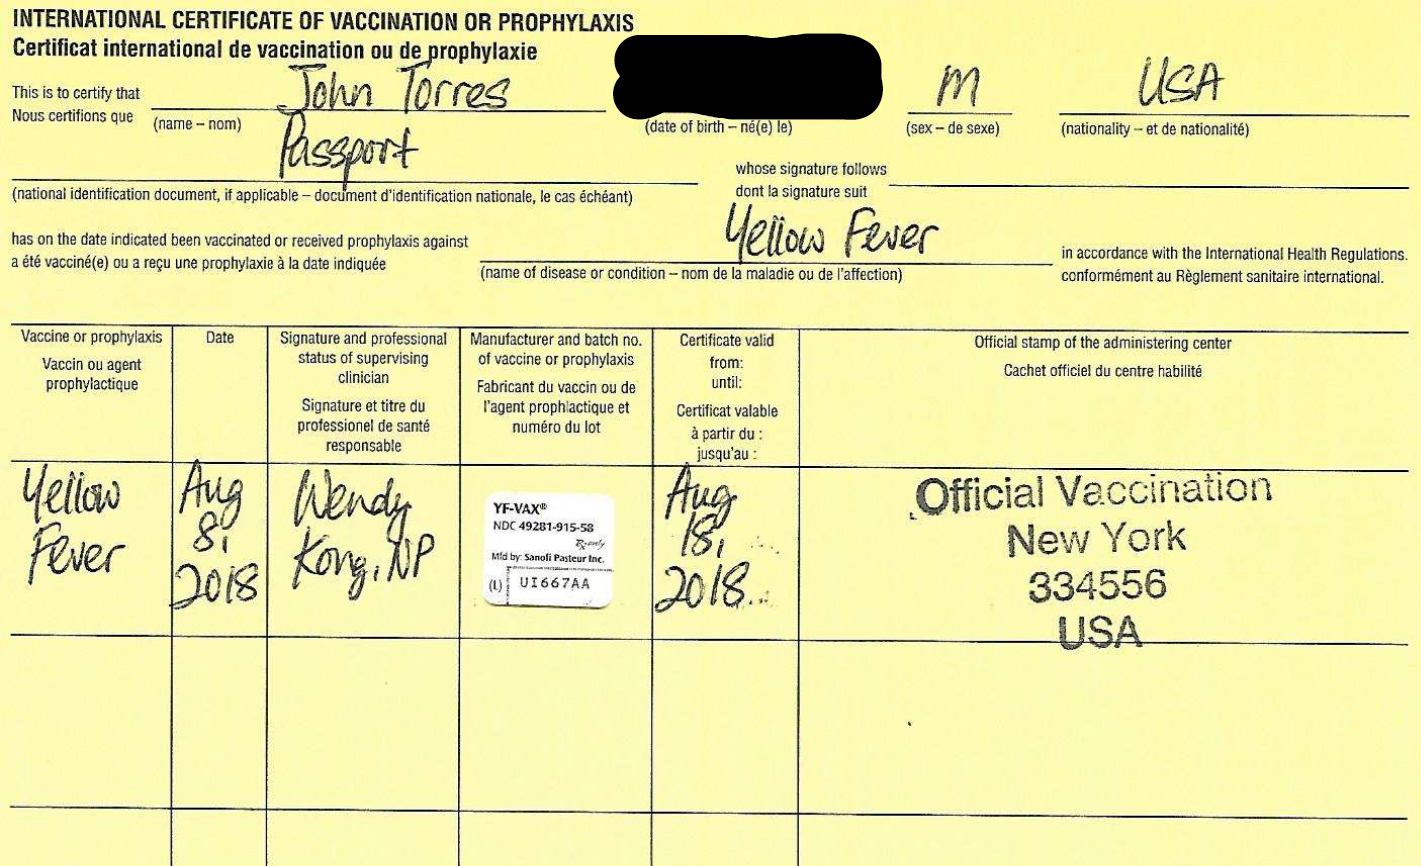 INTERNATIONAL CERTIFICATE OF VACCINATION OR PROPHYLAXIS
Certificat international de vaccination ou de prophylaxie
This is to certify that
Nous certifions que
John Torres
(name – nom)
(date of birth – né(e) le)
M
(sex – de sexe)
USA
(nationality – et de nationalité)
Passport
(national identification document, if applicable – document d'identification nationale, le cas échéant)
whose signature follows
dont la signature suit
has on the date indicated been vaccinated or received prophylaxis against
a été vacciné(e) ou a reçu une prophylaxie à la date indiquée
Yellow Fever
(name of disease or condition – nom de la maladie ou de l'affection)
in accordance with the International Health Regulations.
conformément au Règlement sanitaire international.
Vaccine or prophylaxis
Vaccin ou agent
prophylactique
Date
Signature and professional
status of supervising
clinician
Signature et titre du
professionel de santé
responsable
Manufacturer and batch no.
of vaccine or prophylaxis
Fabricant du vaccin ou de
l'agent prophlactique et
numéro du lot
Certificate valid
from:
until:
Certificat valable
à partir du :
jusqu'au :
Official stamp of the administering center
Cachet officiel du centre habilité
Yellow
Fever
Aug
8,
2018
Wendy
Kong, NP
YF-VAX®
NDC 49281-915-58
Rx only
Mfd by: Sanofi Pasteur Inc.
(L) UI667AA
Aug
18,
2018
Official Vaccination
New York
334556
USA